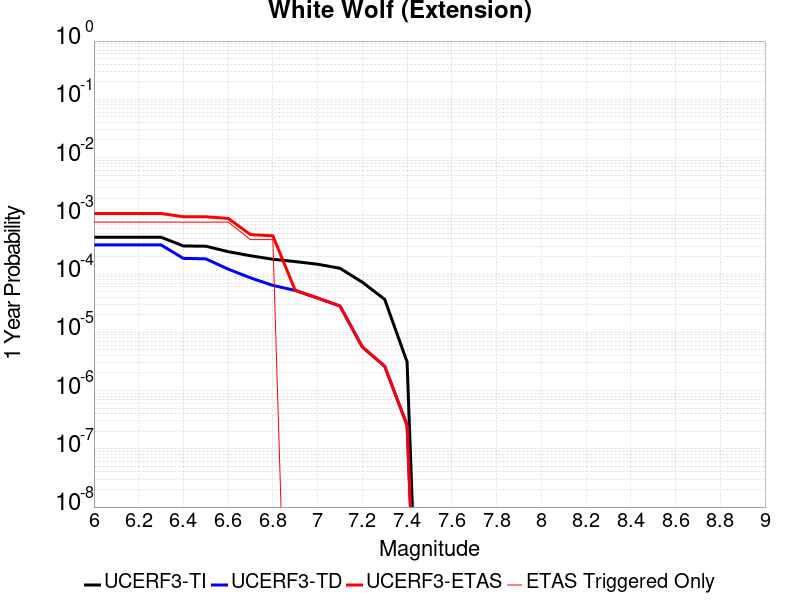 White Wolf (Extension)
10^0
10^-1
10^-2
10^-3
10^-4
10^-5
10^-6
10^-7
10^-8
1 Year Probability
6 6.2 6.4 6.6 6.8 7 7.2 7.4 7.6 7.8 8 8.2 8.4 8.6 8.8 9
Magnitude
UCERF3-TI UCERF3-TD UCERF3-ETAS ETAS Triggered Only